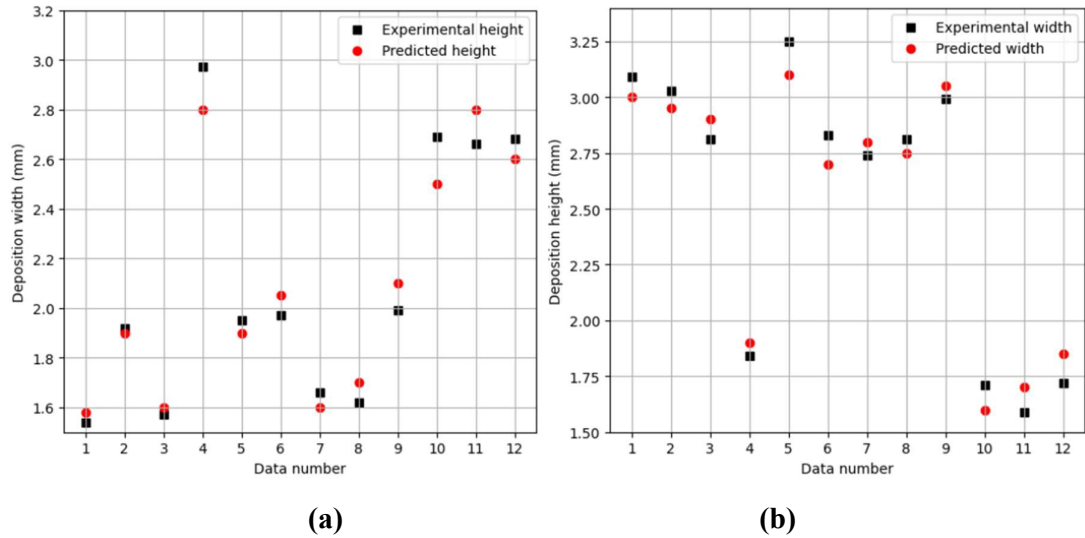 3.2
3.0
2.8
2.6
2.4
2.2
2.0
1.8
1.6
Deposition width (mm)
Experimental height
Predicted height
1 2 3 4 5 6 7 8 9 10 11 12
Data number
(a)
3.25
3.00
2.75
2.50
2.25
2.00
1.75
1.50
Deposition height (mm)
Experimental width
Predicted width
1 2 3 4 5 6 7 8 9 10 11 12
Data number
(b)